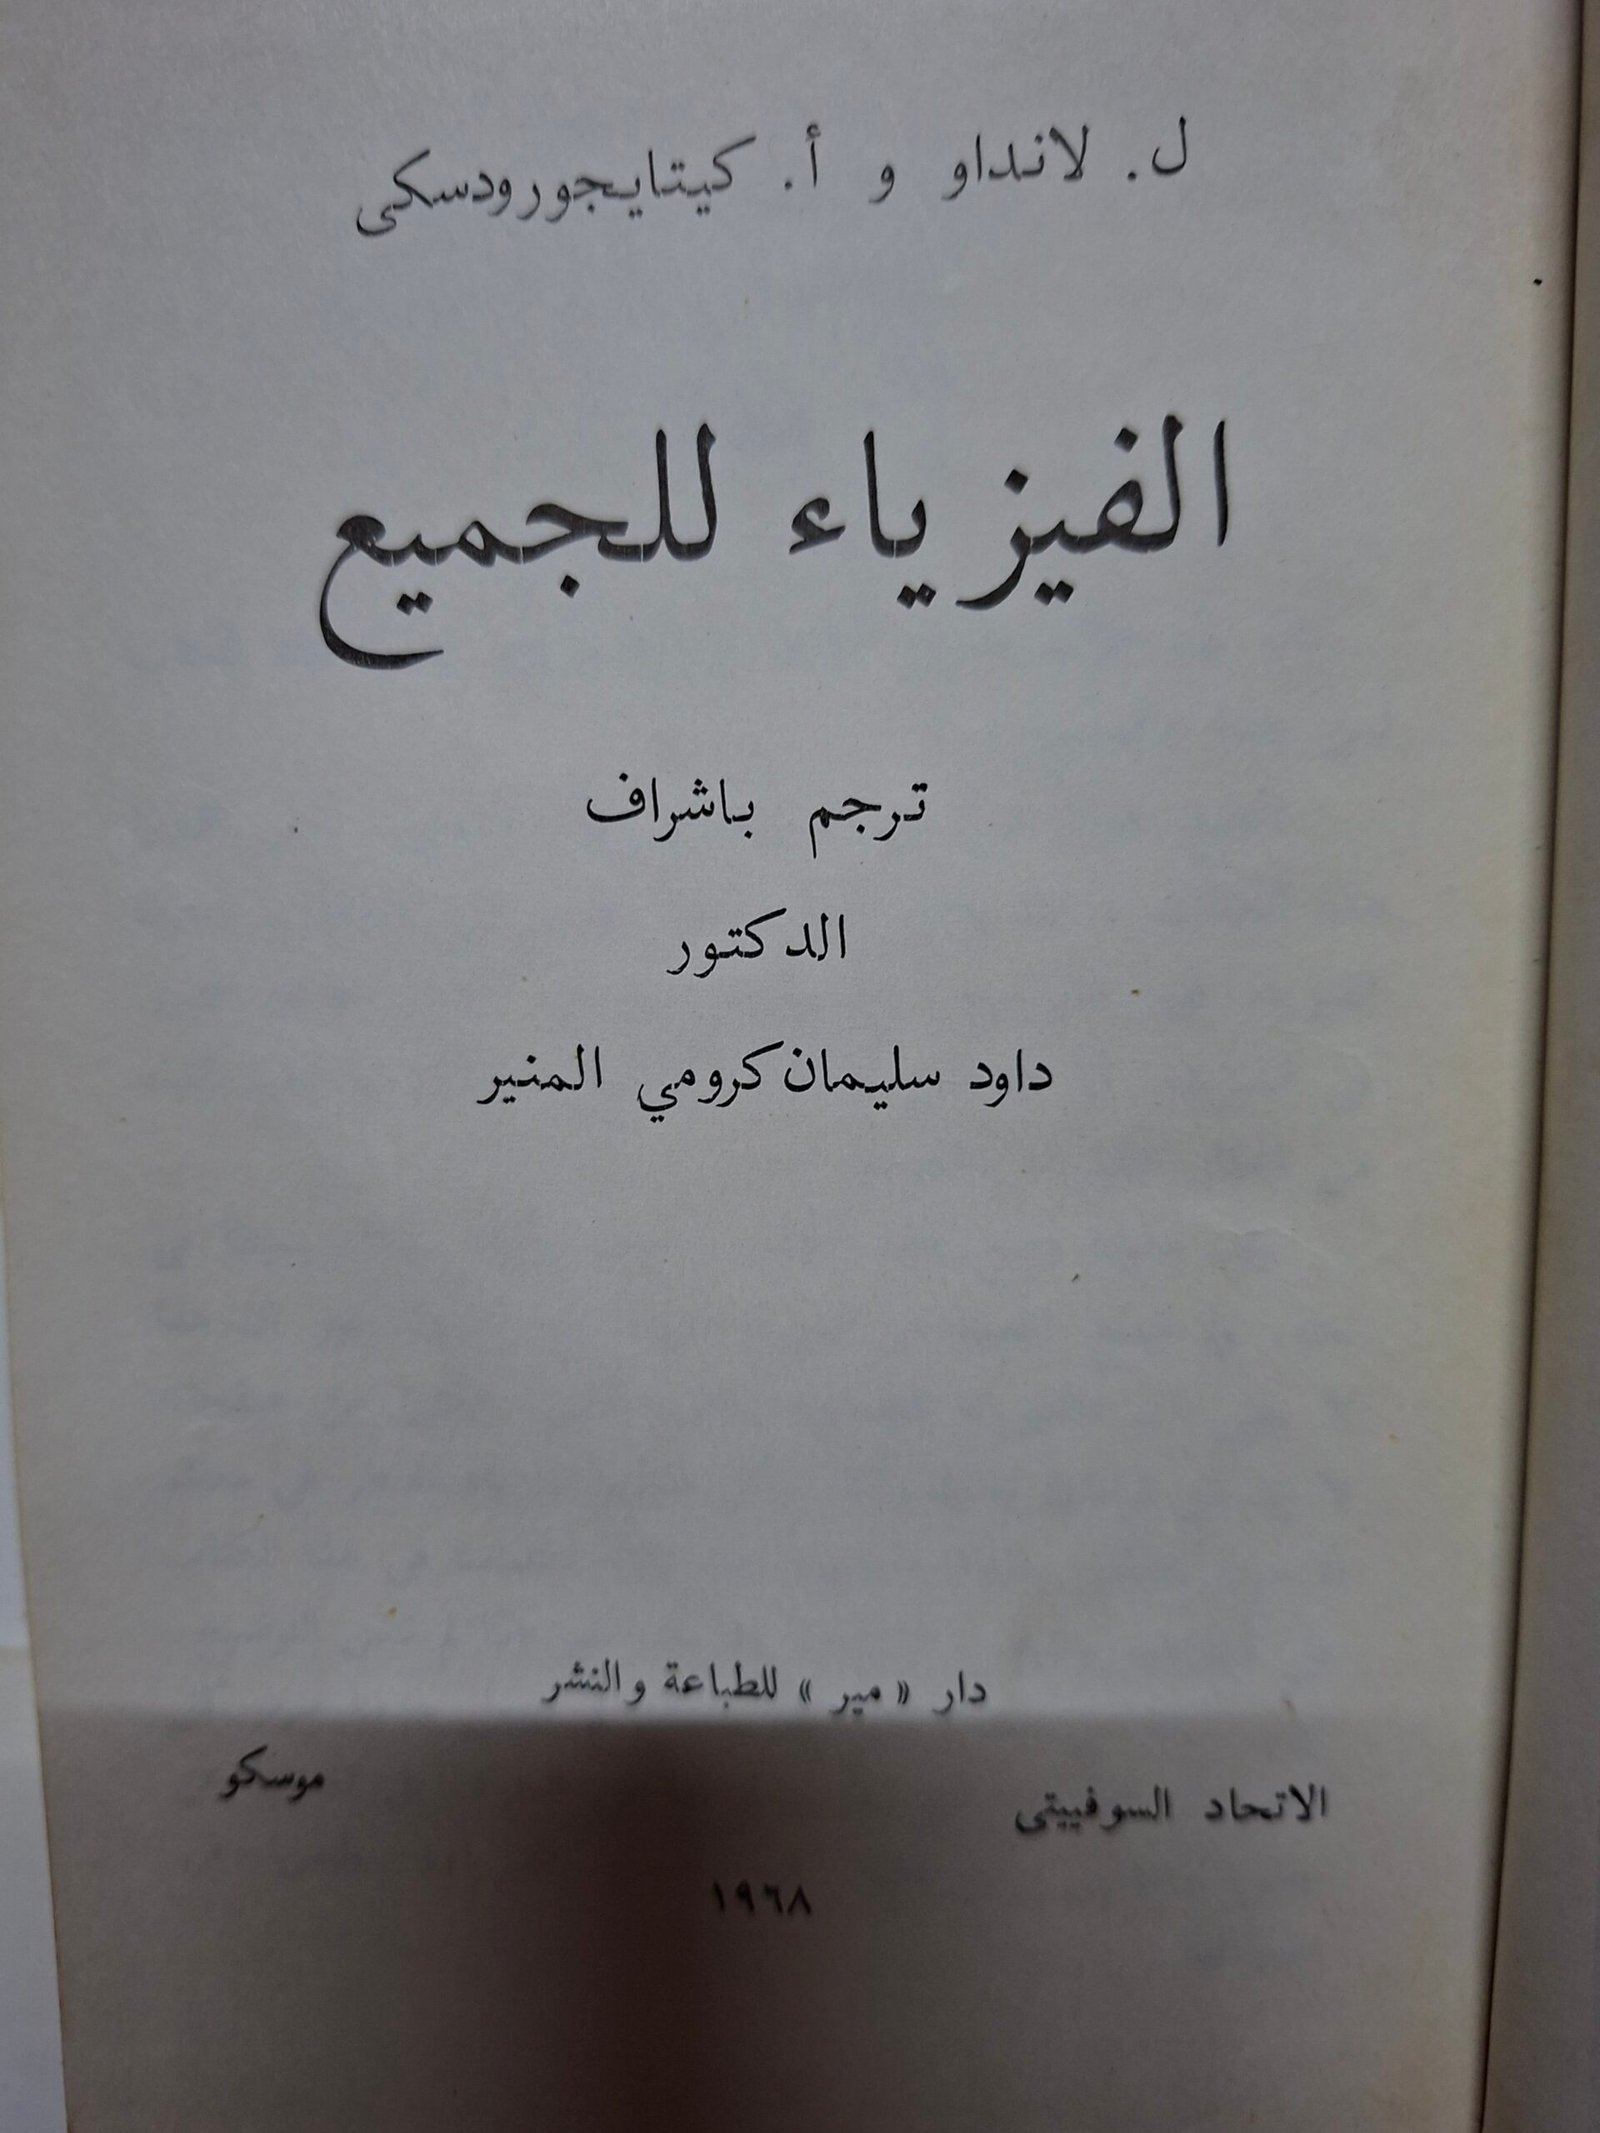 ل. لانداو و أ. كيتايجورودسكى
الفيزياء للجميع
ترجم باشراف
الدكتور
داود سليمان كرومي المنير
دار « مير » للطباعة والنشر
الاتحاد السوفييتى موسكو
١٩٦٨